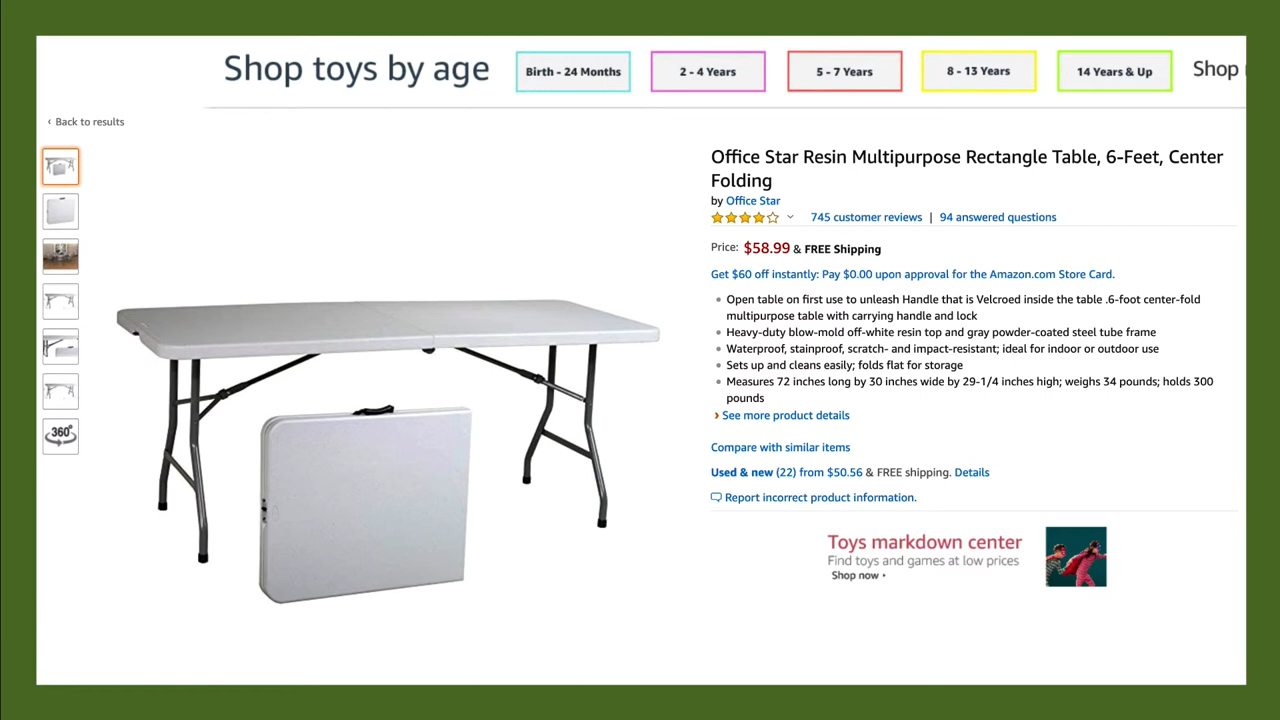 Shop toys by age
Birth - 24 Months
2 - 4 Years
5 - 7 Years
8 - 13 Years
14 Years & Up
Shop
‹ Back to results
Office Star Resin Multipurpose Rectangle Table, 6-Feet, Center
Folding
by Office Star
745 customer reviews | 94 answered questions
Price: $58.99 & FREE Shipping
Get $60 off instantly: Pay $0.00 upon approval for the Amazon.com Store Card.
• Open table on first use to unleash Handle that is Velcroed inside the table .6-foot center-fold
multipurpose table with carrying handle and lock
• Heavy-duty blow-mold off-white resin top and gray powder-coated steel tube frame
• Waterproof, stainproof, scratch- and impact-resistant; ideal for indoor or outdoor use
• Sets up and cleans easily; folds flat for storage
• Measures 72 inches long by 30 inches wide by 29-1/4 inches high; weighs 34 pounds; holds 300
pounds
› See more product details
Compare with similar items
Used & new (22) from $50.56 & FREE shipping. Details
Report incorrect product information.
360°
Toys markdown center
Find toys and games at low prices
Shop now ›